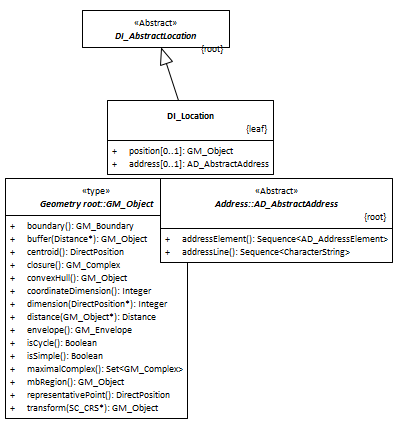 «Abstract»
DI_AbstractLocation
{root}
DI_Location
{leaf}
+ position[0..1]: GM_Object
+ address[0..1]: AD_AbstractAddress
«type»
Geometry root::GM_Object
+ boundary(): GM_Boundary
+ buffer(Distance*): GM_Object
+ centroid(): DirectPosition
+ closure(): GM_Complex
+ convexHull(): GM_Object
+ coordinateDimension(): Integer
+ dimension(DirectPosition*): Integer
+ distance(GM_Object*): Distance
+ envelope(): GM_Envelope
+ isCycle(): Boolean
+ isSimple(): Boolean
+ maximalComplex(): Set<GM_Complex>
+ mbRegion(): GM_Object
+ representativePoint(): DirectPosition
+ transform(SC_CRS*): GM_Object
«Abstract»
Address::AD_AbstractAddress
{root}
+ addressElement(): Sequence<AD_AddressElement>
+ addressLine(): Sequence<CharacterString>